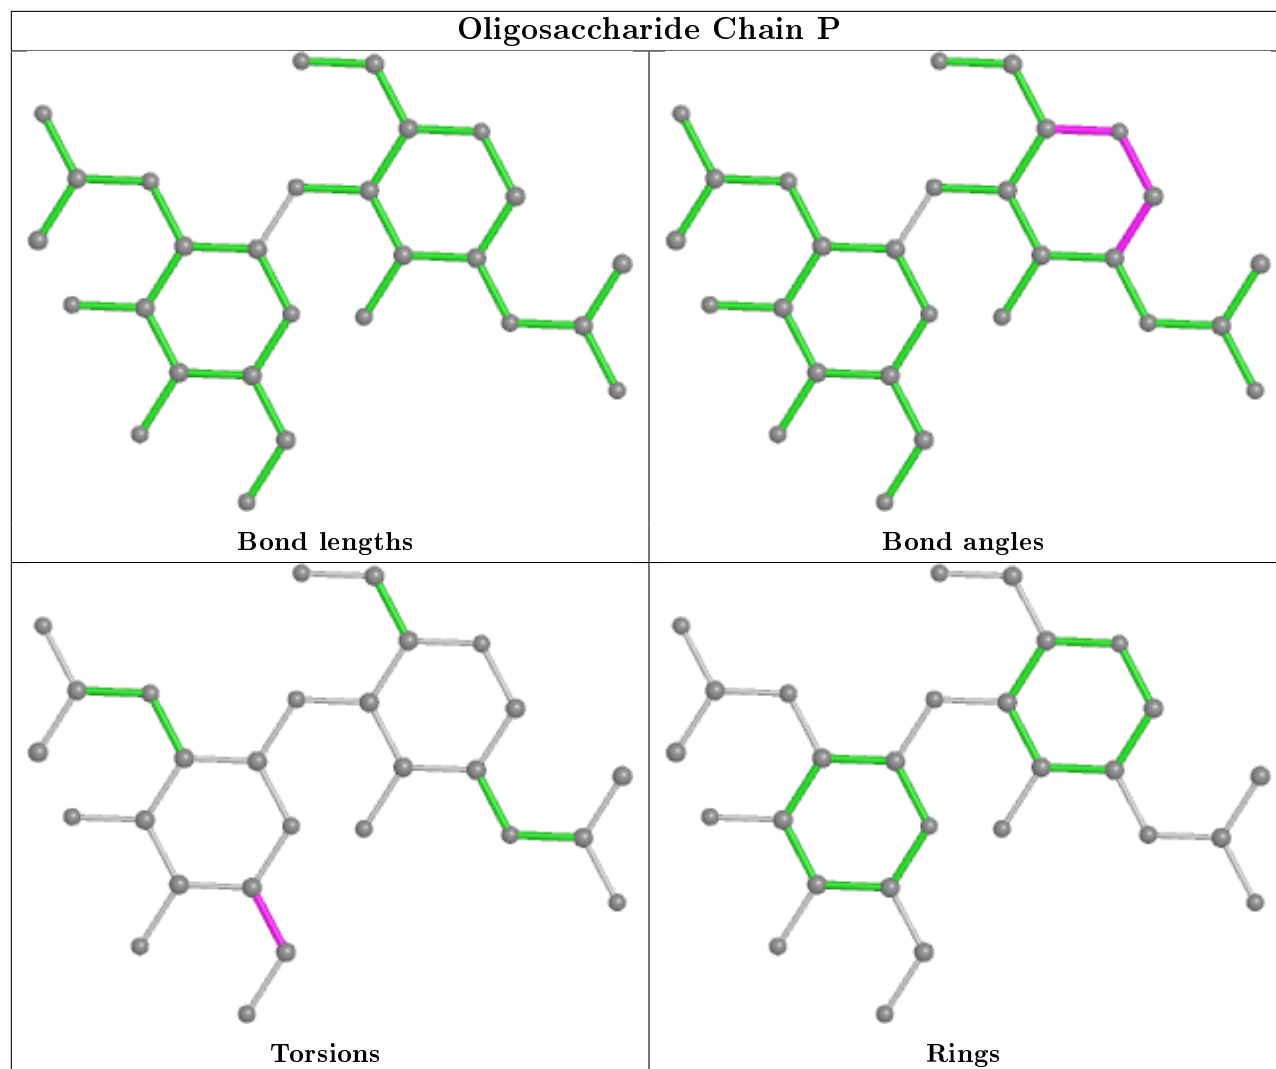 Oligosaccharide Chain P
Bond lengths
Bond angles
Torsions
Rings